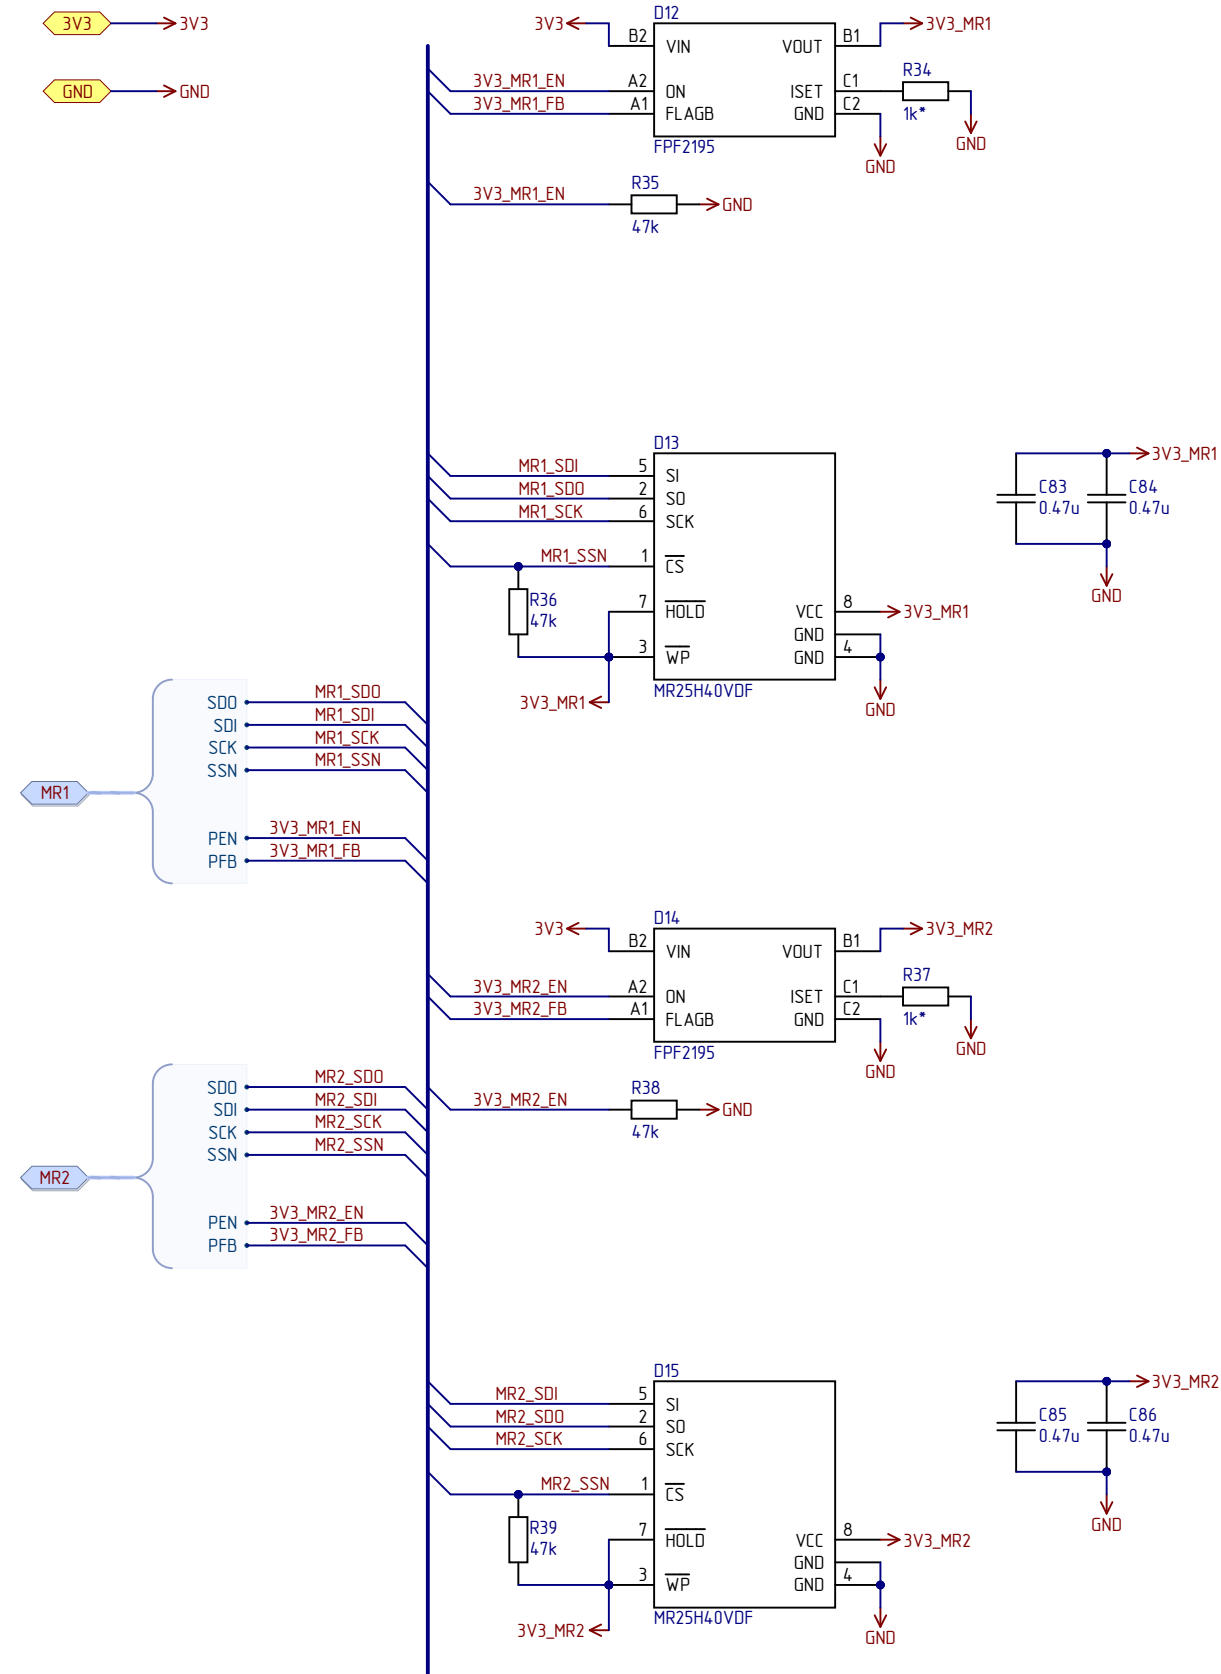 3V3
3V3
GND
GND
D12
3V3
B2
VIN
VOUT
B1
3V3_MR1
3V3_MR1_EN
A2
ON
ISET
C1
R34
1k*
GND
3V3_MR1_FB
A1
FLAGB
GND
C2
GND
FPF2195
3V3_MR1_EN
R35
47k
GND
D13
MR1_SDI
5
SI
MR1_SDO
2
SO
MR1_SCK
6
SCK
MR1_SSN
1
CS
R36
47k
7
HOLD
VCC
8
3V3_MR1
GND
3
WP
GND
4
3V3_MR1
MR25H40VDF
GND
3V3_MR1
C83
0.47u
C84
0.47u
GND
MR1
SDO
MR1_SDO
SDI
MR1_SDI
SCK
MR1_SCK
SSN
MR1_SSN
PEN
3V3_MR1_EN
PFB
3V3_MR1_FB
D14
3V3
B2
VIN
VOUT
B1
3V3_MR2
3V3_MR2_EN
A2
ON
ISET
C1
R37
1k*
GND
3V3_MR2_FB
A1
FLAGB
GND
C2
GND
FPF2195
3V3_MR2_EN
R38
47k
GND
MR2
SDO
MR2_SDO
SDI
MR2_SDI
SCK
MR2_SCK
SSN
MR2_SSN
PEN
3V3_MR2_EN
PFB
3V3_MR2_FB
D15
MR2_SDI
5
SI
MR2_SDO
2
SO
MR2_SCK
6
SCK
MR2_SSN
1
CS
R39
47k
7
HOLD
VCC
8
3V3_MR2
GND
3
WP
GND
4
3V3_MR2
MR25H40VDF
GND
3V3_MR2
C85
0.47u
C86
0.47u
GND